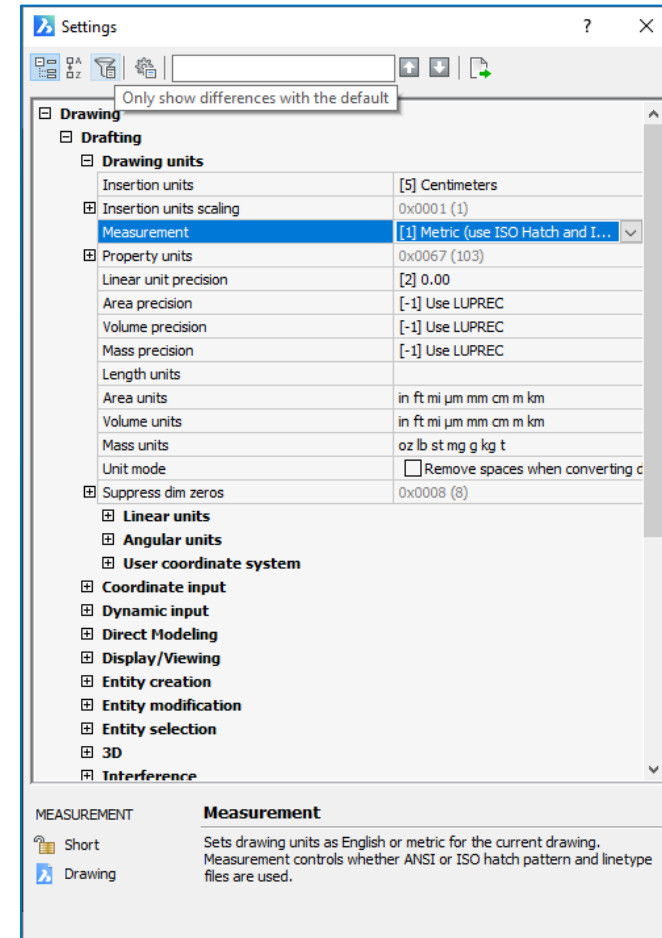 Settings
Only show differences with the default
Drawing
Drafting
Drawing units
Insertion units [5] Centimeters
Insertion units scaling 0x0001 (1)
Measurement [1] Metric (use ISO Hatch and I...
Property units 0x0067 (103)
Linear unit precision [2] 0.00
Area precision [-1] Use LUPREC
Volume precision [-1] Use LUPREC
Mass precision [-1] Use LUPREC
Length units
Area units in ft mi µm mm cm m km
Volume units in ft mi µm mm cm m km
Mass units oz lb st mg g kg t
Unit mode Remove spaces when converting d
Suppress dim zeros 0x0008 (8)
Linear units
Angular units
User coordinate system
Coordinate input
Dynamic input
Direct Modeling
Display/Viewing
Entity creation
Entity modification
Entity selection
3D
Interference
MEASUREMENT
Short
Drawing
Measurement
Sets drawing units as English or metric for the current drawing.
Measurement controls whether ANSI or ISO hatch pattern and linetype
files are used.